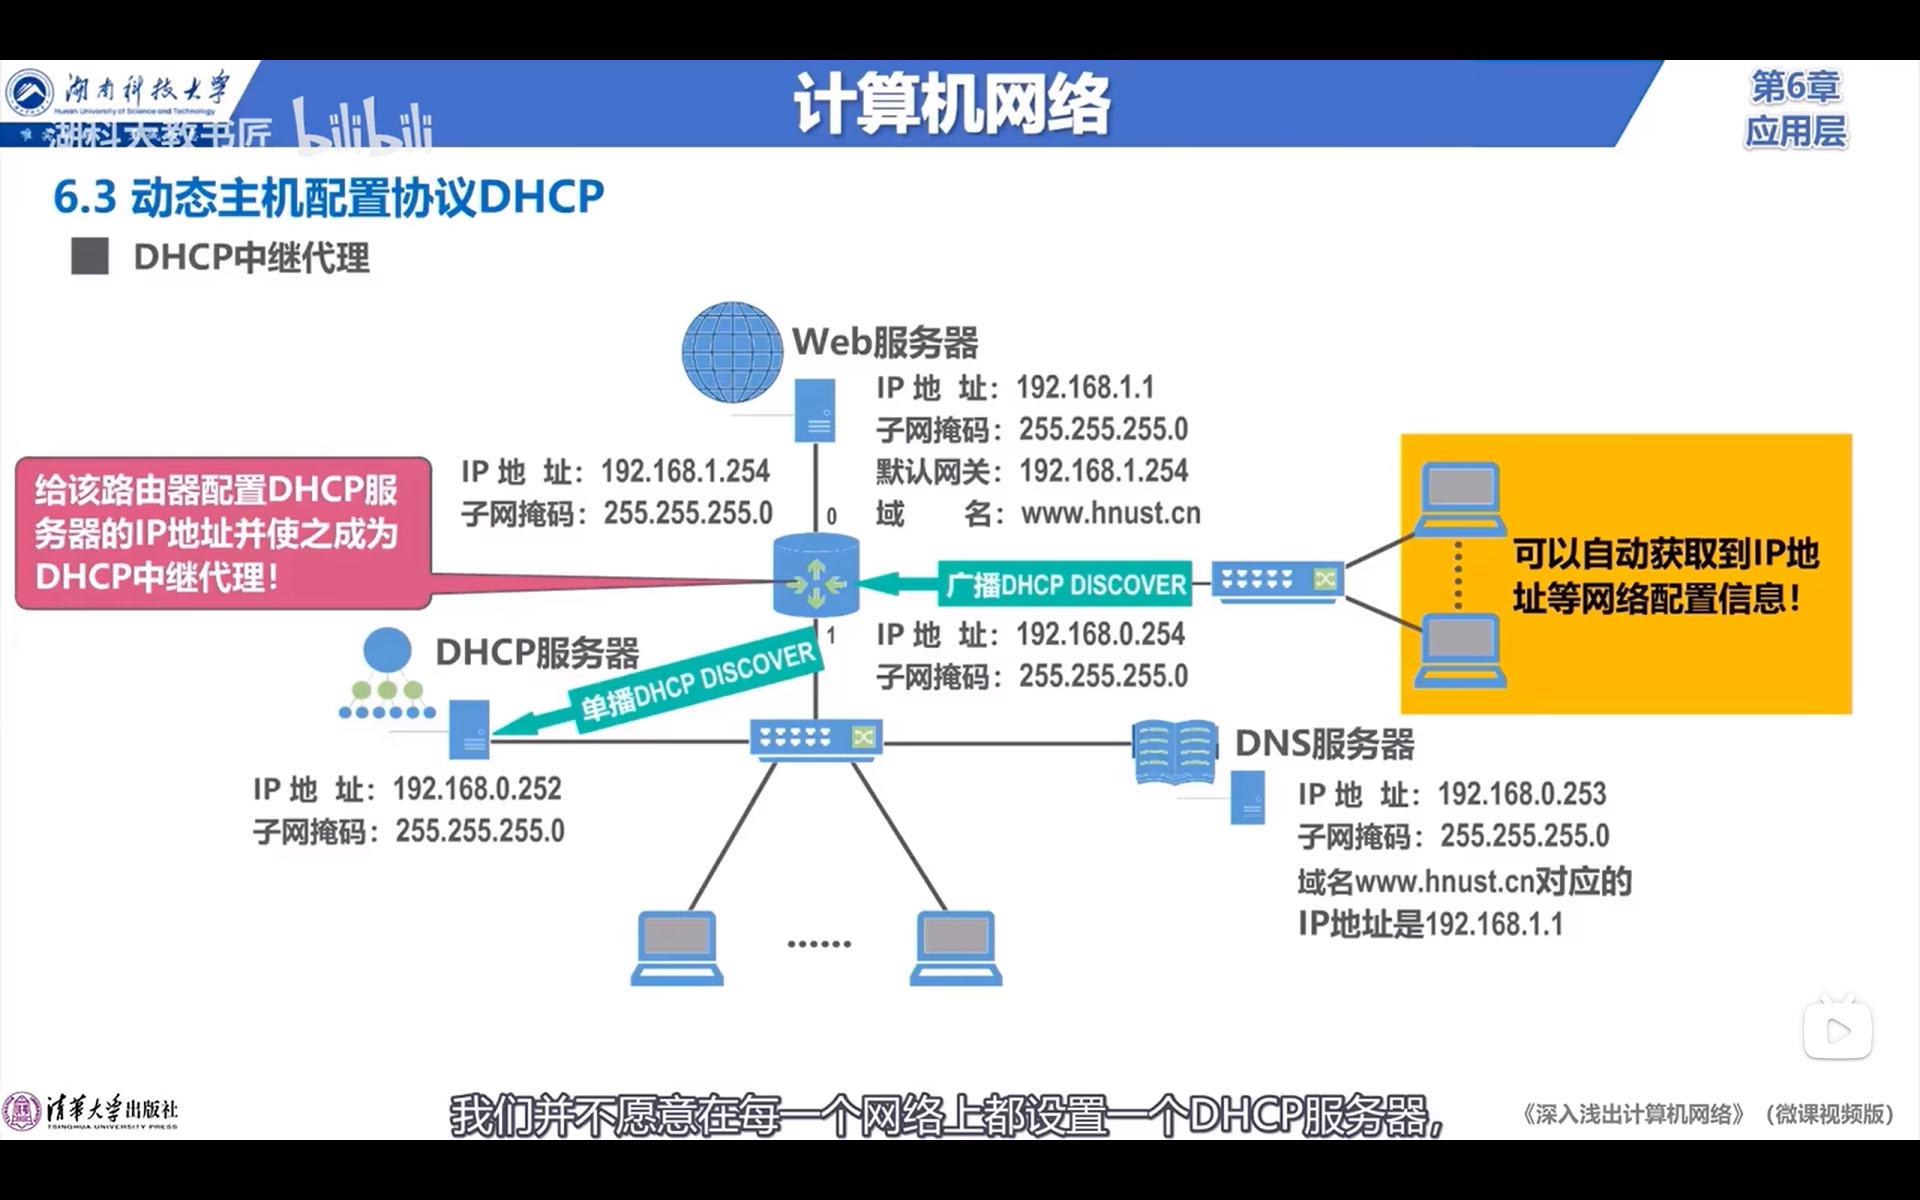 湖南科技大学
Hunan University of Science and Technology
湖科大教书匠 bilibili
计算机网络
第6章
应用层
6.3 动态主机配置协议DHCP
DHCP中继代理
Web服务器
IP 地 址：192.168.1.1
子网掩码：255.255.255.0
默认网关：192.168.1.254
域 名：www.hnust.cn
IP 地 址：192.168.1.254
子网掩码：255.255.255.0
0
给该路由器配置DHCP服
务器的IP地址并使之成为
DHCP中继代理！
广播DHCP DISCOVER
可以自动获取到IP地
址等网络配置信息！
1
IP 地 址：192.168.0.254
子网掩码：255.255.255.0
DHCP服务器
单播DHCP DISCOVER
IP 地 址：192.168.0.252
子网掩码：255.255.255.0
DNS服务器
IP 地 址：192.168.0.253
子网掩码：255.255.255.0
域名www.hnust.cn对应的
IP地址是192.168.1.1
清华大学出版社
TSINGHUA UNIVERSITY PRESS
我们并不愿意在每一个网络上都设置一个DHCP服务器，
《深入浅出计算机网络》（微课视频版）